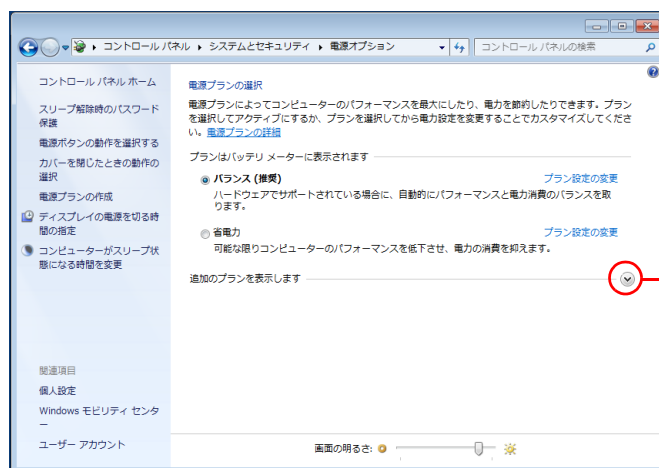 コントロール パネル ▸ システムとセキュリティ ▸ 電源オプション
コントロール パネルの検索
コントロール パネル ホーム
スリープ解除時のパスワード
保護
電源ボタンの動作を選択する
カバーを閉じたときの動作の
選択
電源プランの作成
ディスプレイの電源を切る時
間の指定
コンピューターがスリープ状
態になる時間を変更
関連項目
個人設定
Windows モビリティ センタ
ー
ユーザー アカウント
電源プランの選択
電源プランによってコンピューターのパフォーマンスを最大にしたり、電力を節約したりできます。プラン
を選択してアクティブにするか、プランを選択してから電力設定を変更することでカスタマイズしてくださ
い。電源プランの詳細
プランはバッテリ メーターに表示されます
バランス (推奨) プラン設定の変更
ハードウェアでサポートされている場合に、自動的にパフォーマンスと電力消費のバランスを取
ります。
省電力 プラン設定の変更
可能な限りコンピューターのパフォーマンスを低下させ、電力の消費を抑えます。
追加のプランを表示します
画面の明るさ: